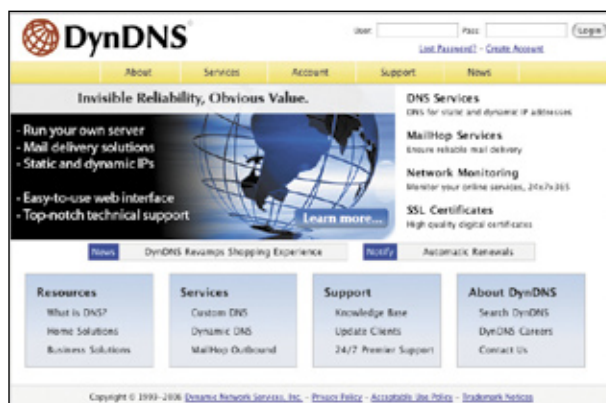 DynDNS
User: Pass: Login
Lost Password? - Create Account
About Services Account Support News
Invisible Reliability, Obvious Value.
- Run your own server
- Mail delivery solutions
- Static and dynamic IPs
- Easy-to-use web interface
- Top-notch technical support
Learn more...
DNS Services
DNS for static and dynamic IP addresses
MailHop Services
Ensure reliable mail delivery
Network Monitoring
Monitor your online services, 24x7x365
SSL Certificates
High quality digital certificates
News DynDNS Revamps Shopping Experience Notify Automatic Renewals
Resources
What is DNS?
Home Solutions
Business Solutions
Services
Custom DNS
Dynamic DNS
MailHop Outbound
Support
Knowledge Base
Update Clients
24/7 Premier Support
About DynDNS
Search DynDNS
DynDNS Careers
Contact Us
Copyright © 1999-2006 Dynamic Network Services, Inc. - Privacy Policy - Acceptable Use Policy - Trademark Notices